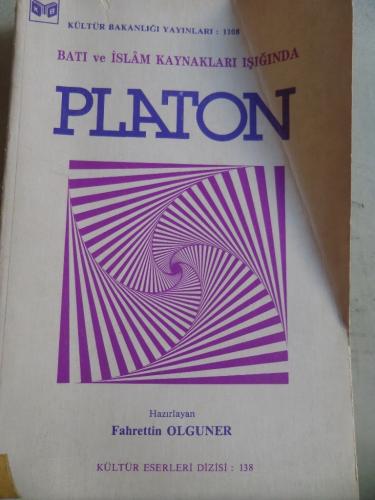 KÜLTÜR BAKANLIĞI YAYINLARI : 1108
BATI ve İSLÂM KAYNAKLARI IŞIĞINDA
PLATON
Hazırlayan
Fahrettin OLGUNER
KÜLTÜR ESERLERİ DİZİSİ : 138